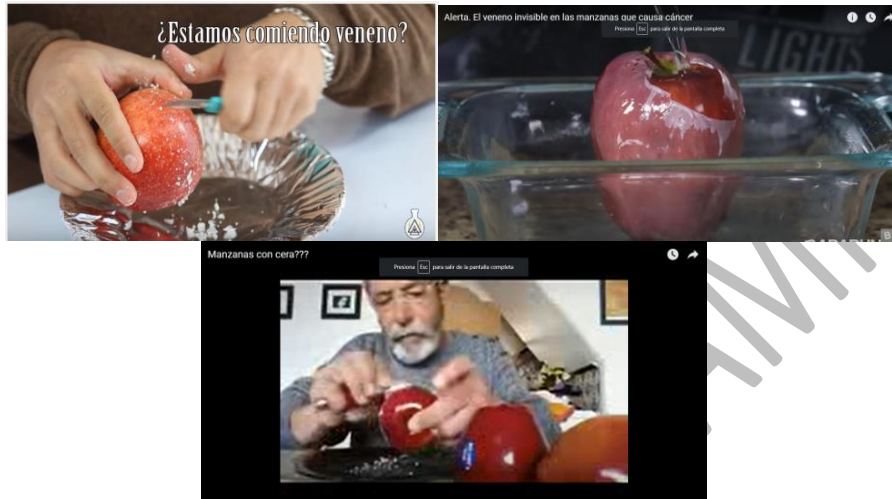 ¿Estamos comiendo veneno?
Alerta. El veneno invisible en las manzanas que causa cáncer
Presiona Esc para salir de la pantalla completa
LIGHTS
Manzanas con cera???
Presiona Esc para salir de la pantalla completa